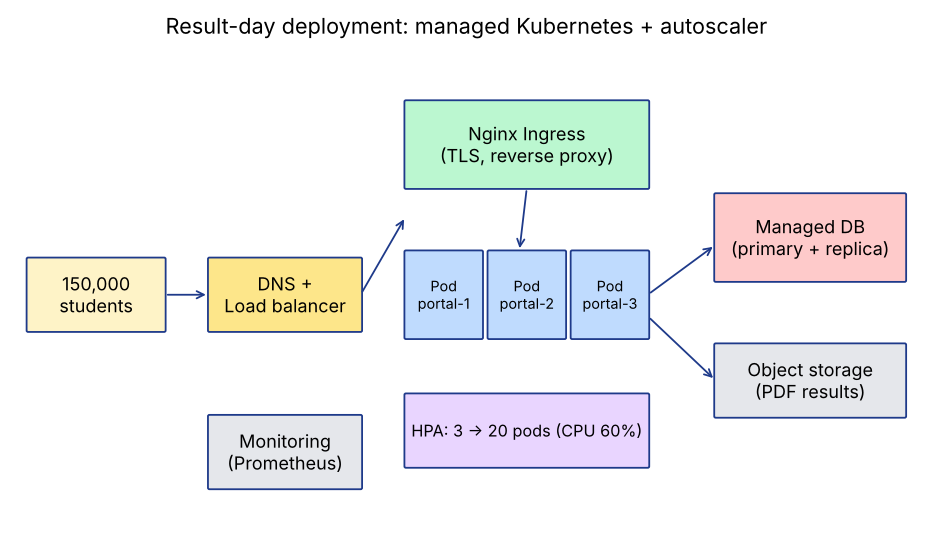 Result-day deployment: managed Kubernetes + autoscaler
Nginx Ingress
(TLS, reverse proxy)
150,000
students
DNS +
Load balancer
Pod
portal-1
Pod
portal-2
Pod
portal-3
Managed DB
(primary + replica)
Object storage
(PDF results)
HPA: 3 → 20 pods (CPU 60%)
Monitoring
(Prometheus)